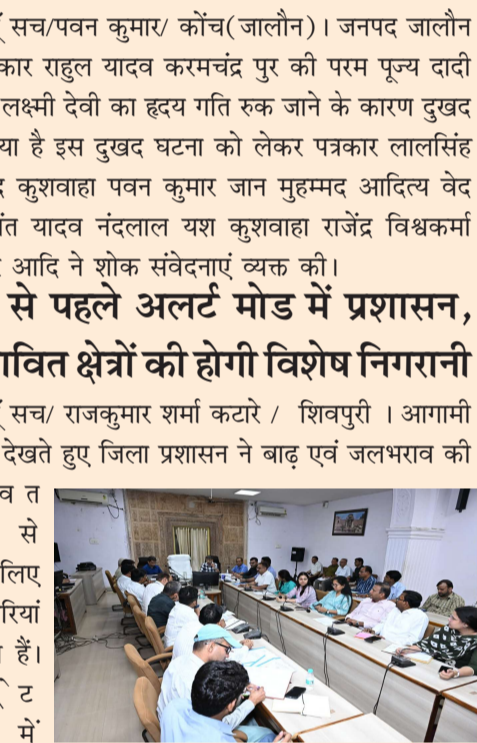 सच/पवन कुमार/ कोंच(जालौन)। जनपद जालौन
राहुल यादव करमचंद्र पुर की परम पूज्य दादी
लक्ष्मी देवी का हृदय गति रुक जाने के कारण दुखद
है इस दुखद घटना को लेकर पत्रकार लालसिंह
कुशवाहा पवन कुमार जान मुहम्मद आदित्य वेद
यादव नंदलाल यश कुशवाहा राजेंद्र विश्वकर्मा
आदि ने शोक संवेदनाएं व्यक्त की।
से पहले अलर्ट मोड में प्रशासन,
क्षेत्रों की होगी विशेष निगरानी
सच/ राजकुमार शर्मा कटारे / शिवपुरी । आगामी
देखते हुए जिला प्रशासन ने बाढ़ एवं जलभराव की
व त
से
लिए
रियां
हैं।
ट
में